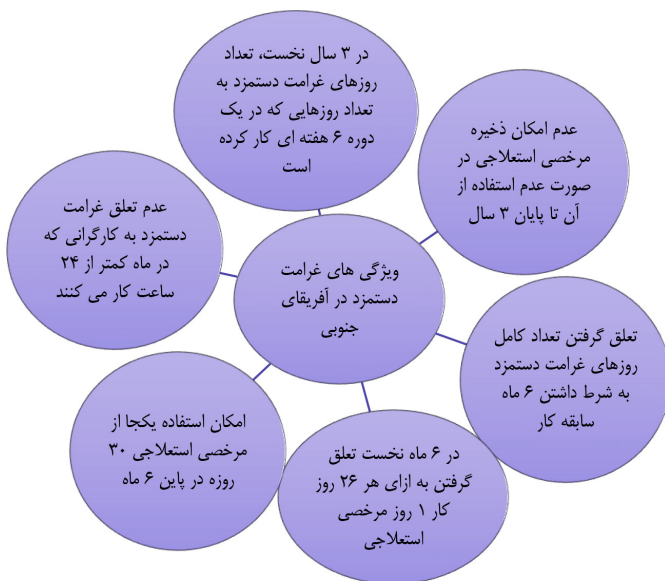 در ۳ سال نخست، تعداد
روزهای غرامت دستمزد به
تعداد روزهایی که در یک
دوره ۶ هفته ای کار کرده
است
عدم امکان ذخیره
مرخصی استعلاجی در
صورت عدم استفاده از
آن تا پایان ۳ سال
تعلق گرفتن تعداد کامل
روزهای غرامت دستمزد
به شرط داشتن ۶ ماه
سابقه کار
در ۶ ماه نخست تعلق
گرفتن به ازای هر ۲۶ روز
کار ۱ روز مرخصی
استعلاجی
امکان استفاده یکجا از
مرخصی استعلاجی ۳۰
روزه در پاین ۶ ماه
عدم تعلق غرامت
دستمزد به کارگرانی که
در ماه کمتر از ۲۴
ساعت کار می کنند
ویژگی های غرامت
دستمزد در آفریقای
جنوبی